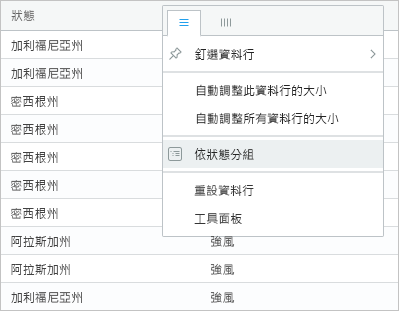 狀態
釘選資料行
加利福尼亞州
加利福尼亞州
自動調整此資料行的大小
密西根州
自動調整所有資料行的大小
密西根州
密西根州
依狀態分組
密西根州
重設資料行
密西根州
工具面板
阿拉斯加州 強風
阿拉斯加州 強風
加利福尼亞州 強風